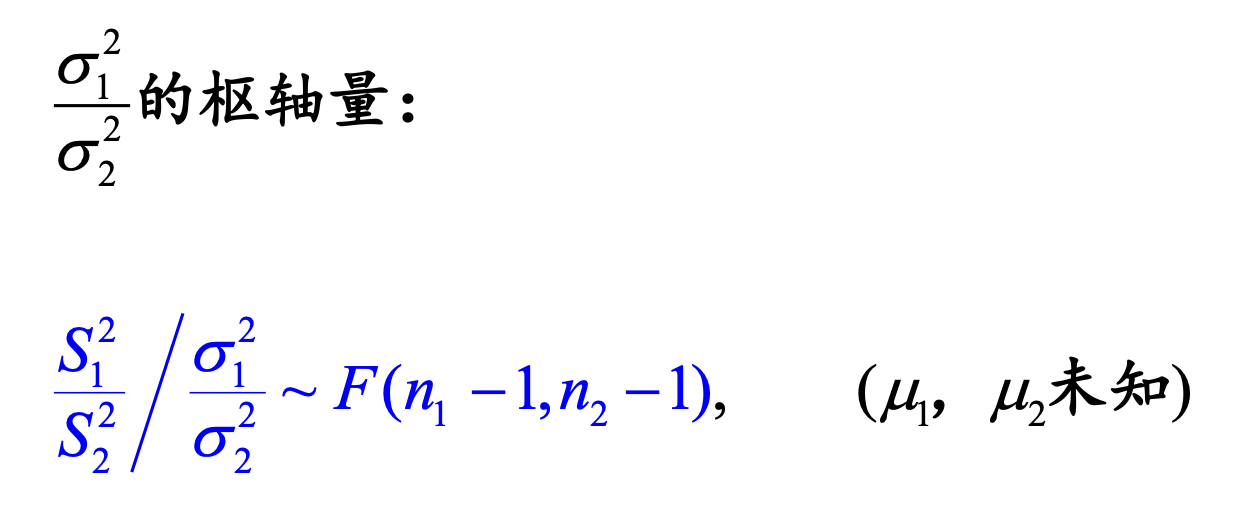 σ₁²/σ₂² 的枢轴量：
S₁²/S₂² / σ₁²/σ₂² ~ F(n₁ −1, n₂ −1), (μ₁, μ₂未知)